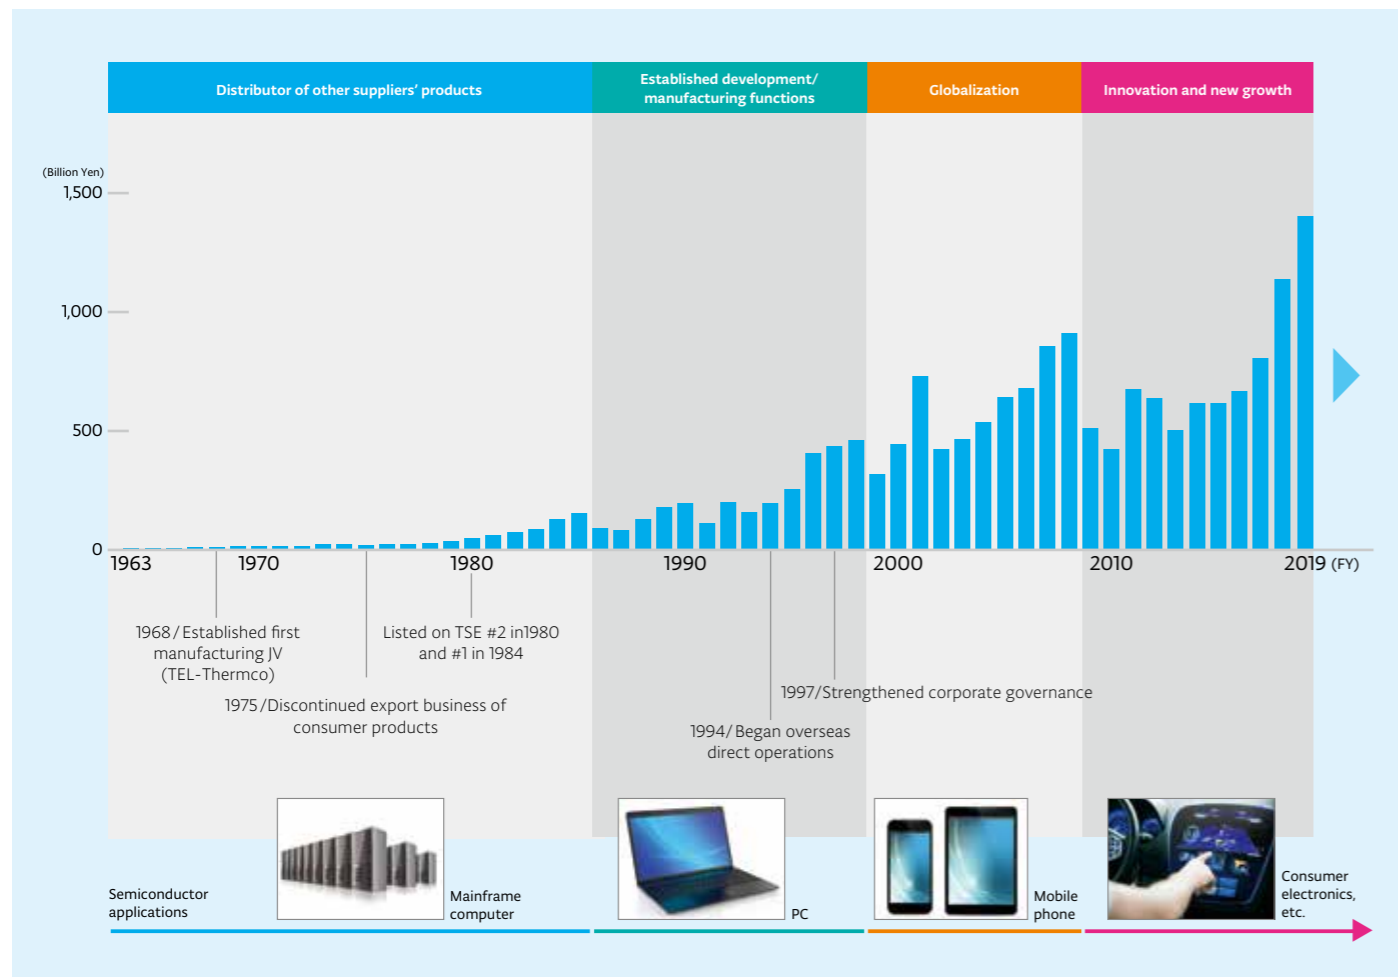 Distributor of other suppliers' products
Established development/
manufacturing functions
Globalization
Innovation and new growth
(Billion Yen)
1,500
1,000
500
0
1963
1970
1980
1990
2000
2010
2019 (FY)
1968/Established first
manufacturing JV
(TEL-Thermco)
Listed on TSE #2 in1980
and #1 in 1984
1975/Discontinued export business of
consumer products
1997/Strengthened corporate governance
1994/Began overseas
direct operations
Semiconductor
applications
Mainframe
computer
PC
Mobile
phone
Consumer
electronics,
etc.